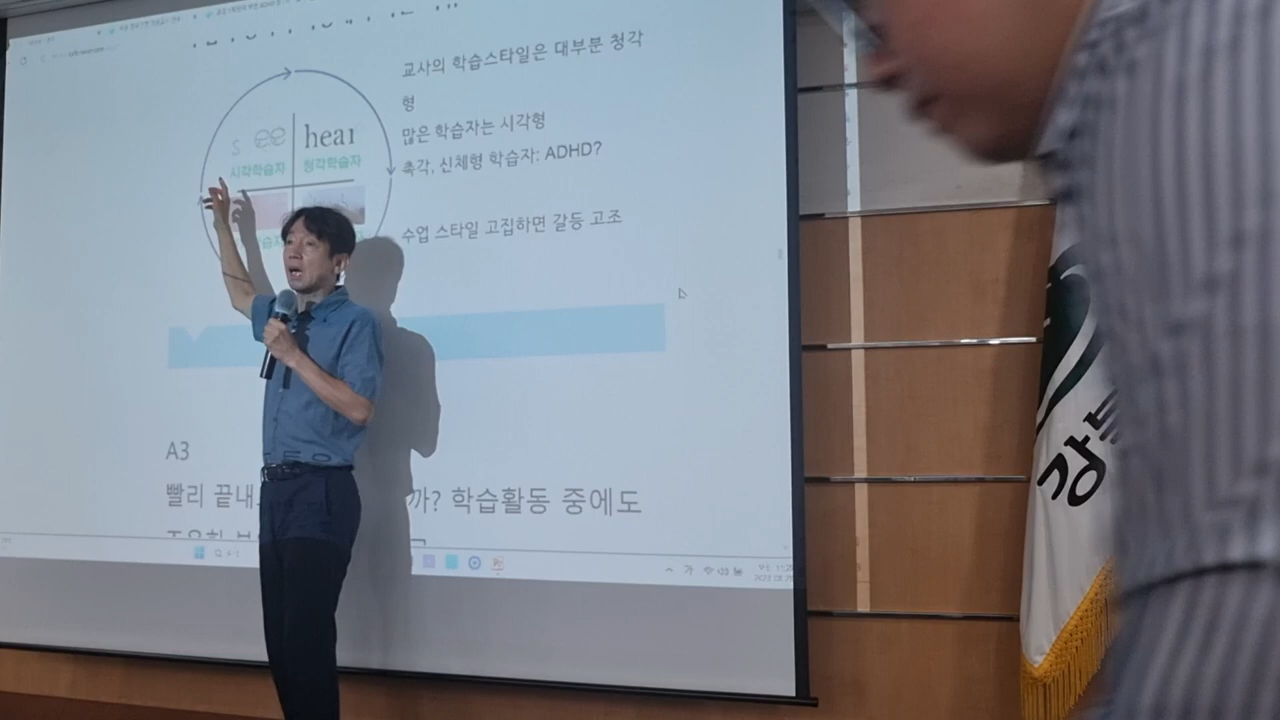 see
hear
시각학습자
청각학습자
교사의 학습스타일은 대부분 청각
형
많은 학습자는 시각형
촉각, 신체형 학습자: ADHD?
수업 스타일 고집하면 갈등 고조
A3
빨리 끝내 까? 학습활동 중에도
강